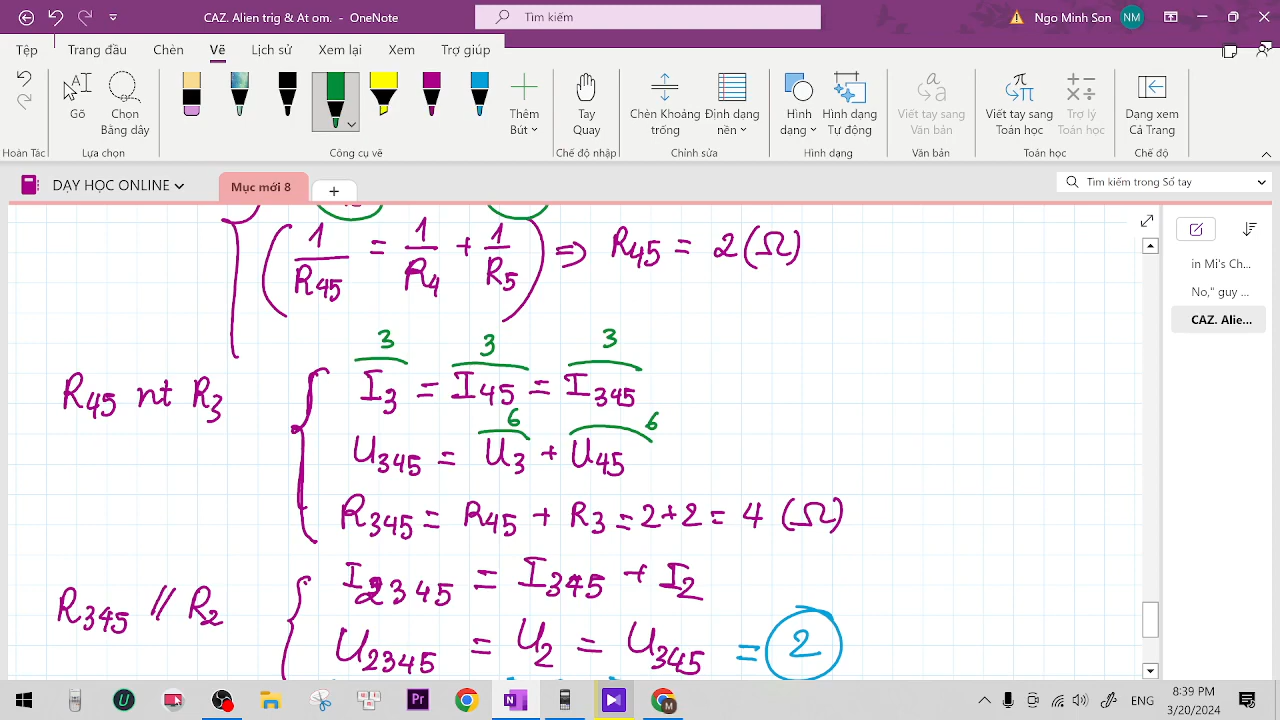 CAZ. Alien trg & At om. - OneNote
Tìm kiếm
Ngo Minh Son NM
Tệp Trang đầu Chèn Vẽ Lịch sử Xem lại Xem Trợ giúp
Gõ
Chọn Bằng dáy
Thêm Bút
Tay Quay
Chèn Khoảng trống
Định dạng nền
Hình dạng
Hình dạng Tự động
Viết tay sang Văn bản
Viết tay sang Toán học
Trợ lý Toán học
Dạng xem Cả Trang
Hoàn Tác Lựa chọn Công cụ vẽ Chế độ nhập Chỉnh sửa Hình dạng Văn bản Toán học Chế độ
DẠY HỌC ONLINE Mục mới 8 +
Tìm kiếm trong Sổ tay
in Mi's Ch...
No," guy ...
CAZ. Alie...
(1/R45 = 1/R4 + 1/R5) => R45 = 2 (Ω)
3 3 3
R45 nt R3 { I3 = I45 = I345
6 6
U345 = U3 + U45
R345 = R45 + R3 = 2+2 = 4 (Ω)
R345 // R2 { I2345 = I345 + I2
U2345 = U2 = U345 = 2
ENG
8:39 PM
3/20/2024